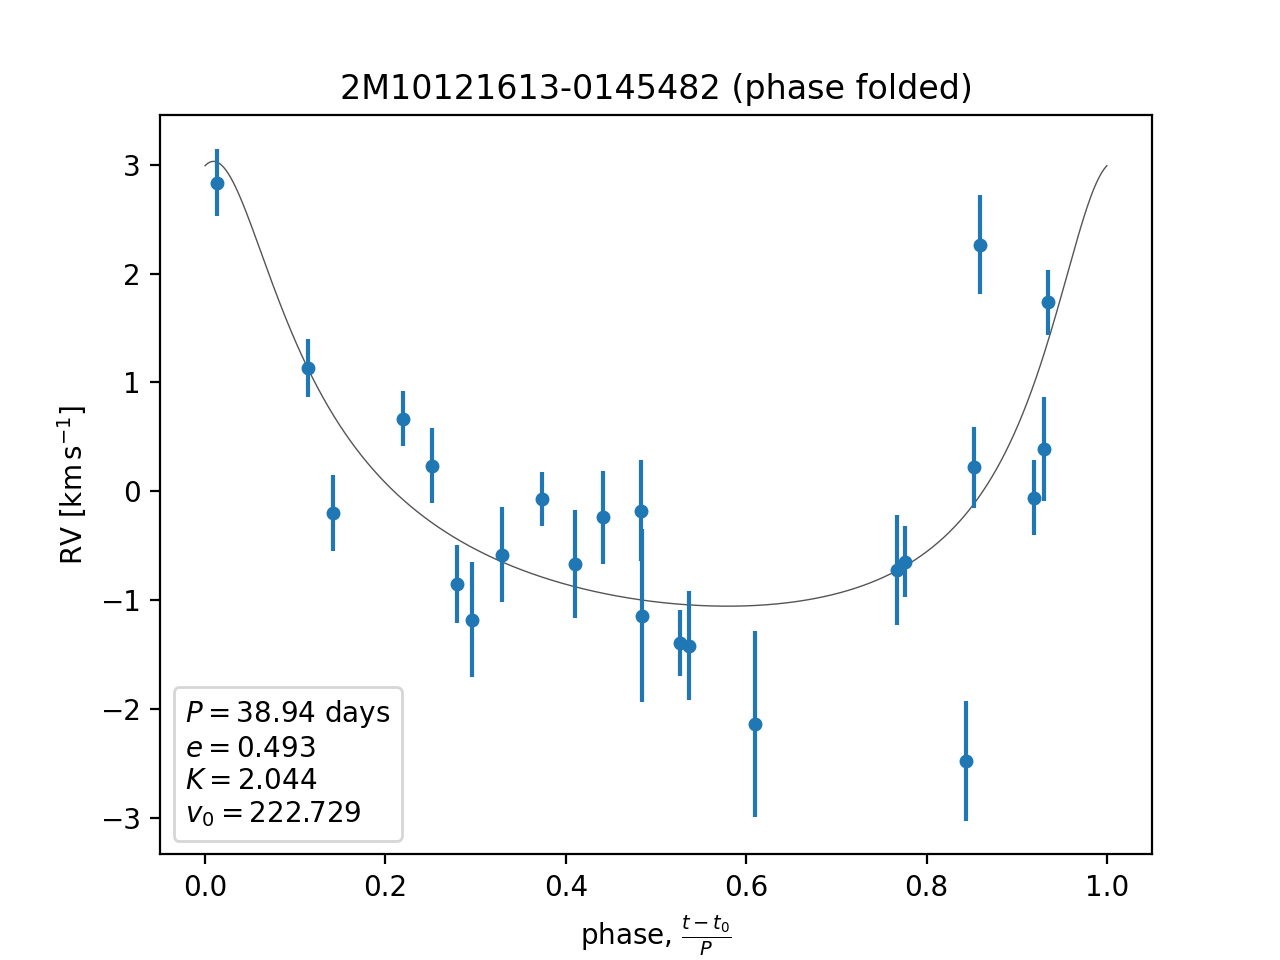 2M10121613-0145482 (phase folded)
RV [km s⁻¹]
3
2
1
0
−1
−2
−3
P = 38.94 days
e = 0.493
K = 2.044
v₀ = 222.729
0.0 0.2 0.4 0.6 0.8 1.0
phase, (t − t₀)/P